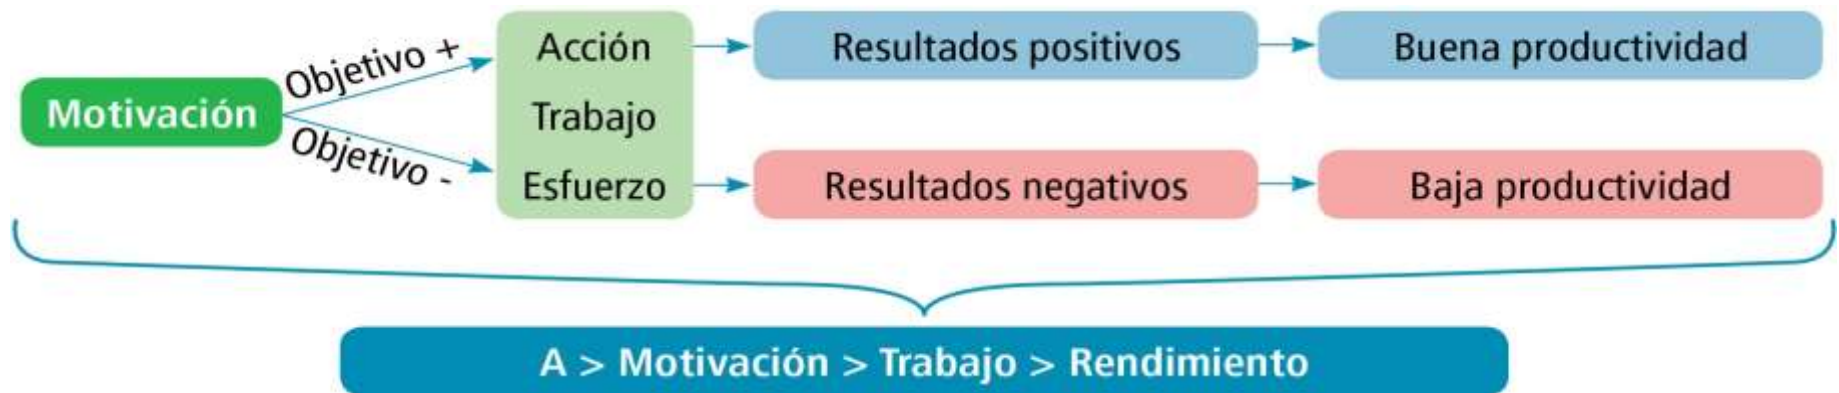 Motivación
Objetivo +
Objetivo -
Acción
Trabajo
Esfuerzo
Resultados positivos
Buena productividad
Resultados negativos
Baja productividad
A > Motivación > Trabajo > Rendimiento